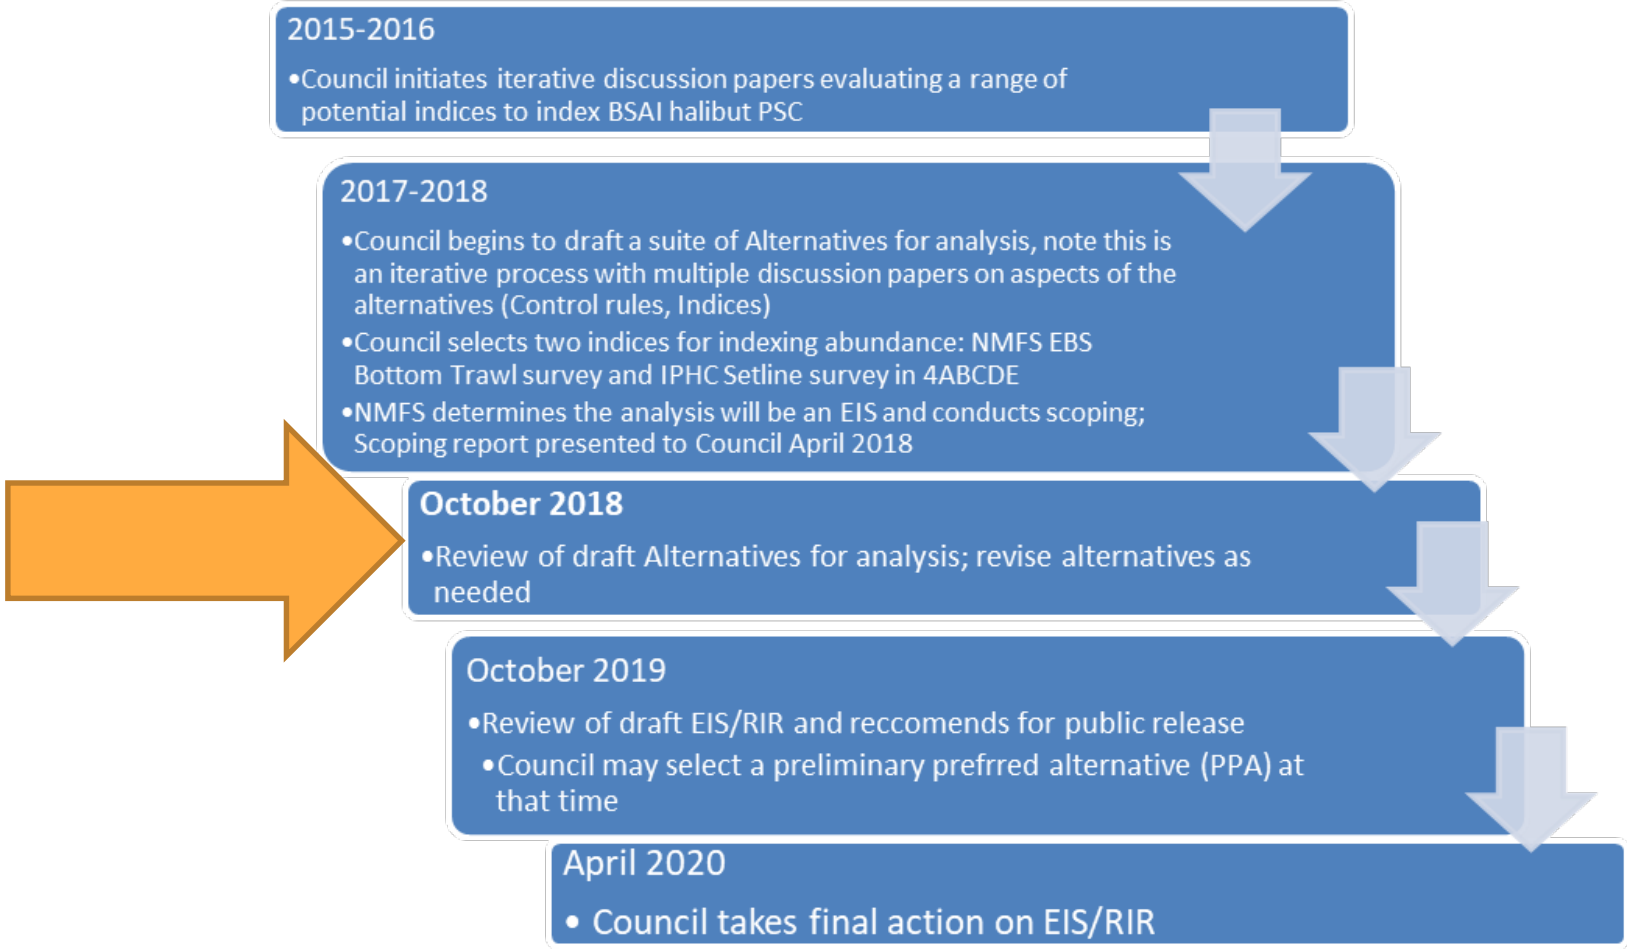 2015-2016
•Council initiates iterative discussion papers evaluating a range of
potential indices to index BSAI halibut PSC
2017-2018
•Council begins to draft a suite of Alternatives for analysis, note this is
an iterative process with multiple discussion papers on aspects of the
alternatives (Control rules, Indices)
•Council selects two indices for indexing abundance: NMFS EBS
Bottom Trawl survey and IPHC Setline survey in 4ABCDE
•NMFS determines the analysis will be an EIS and conducts scoping;
Scoping report presented to Council April 2018
October 2018
•Review of draft Alternatives for analysis; revise alternatives as
needed
October 2019
•Review of draft EIS/RIR and reccomends for public release
•Council may select a preliminary prefrred alternative (PPA) at
that time
April 2020
• Council takes final action on EIS/RIR